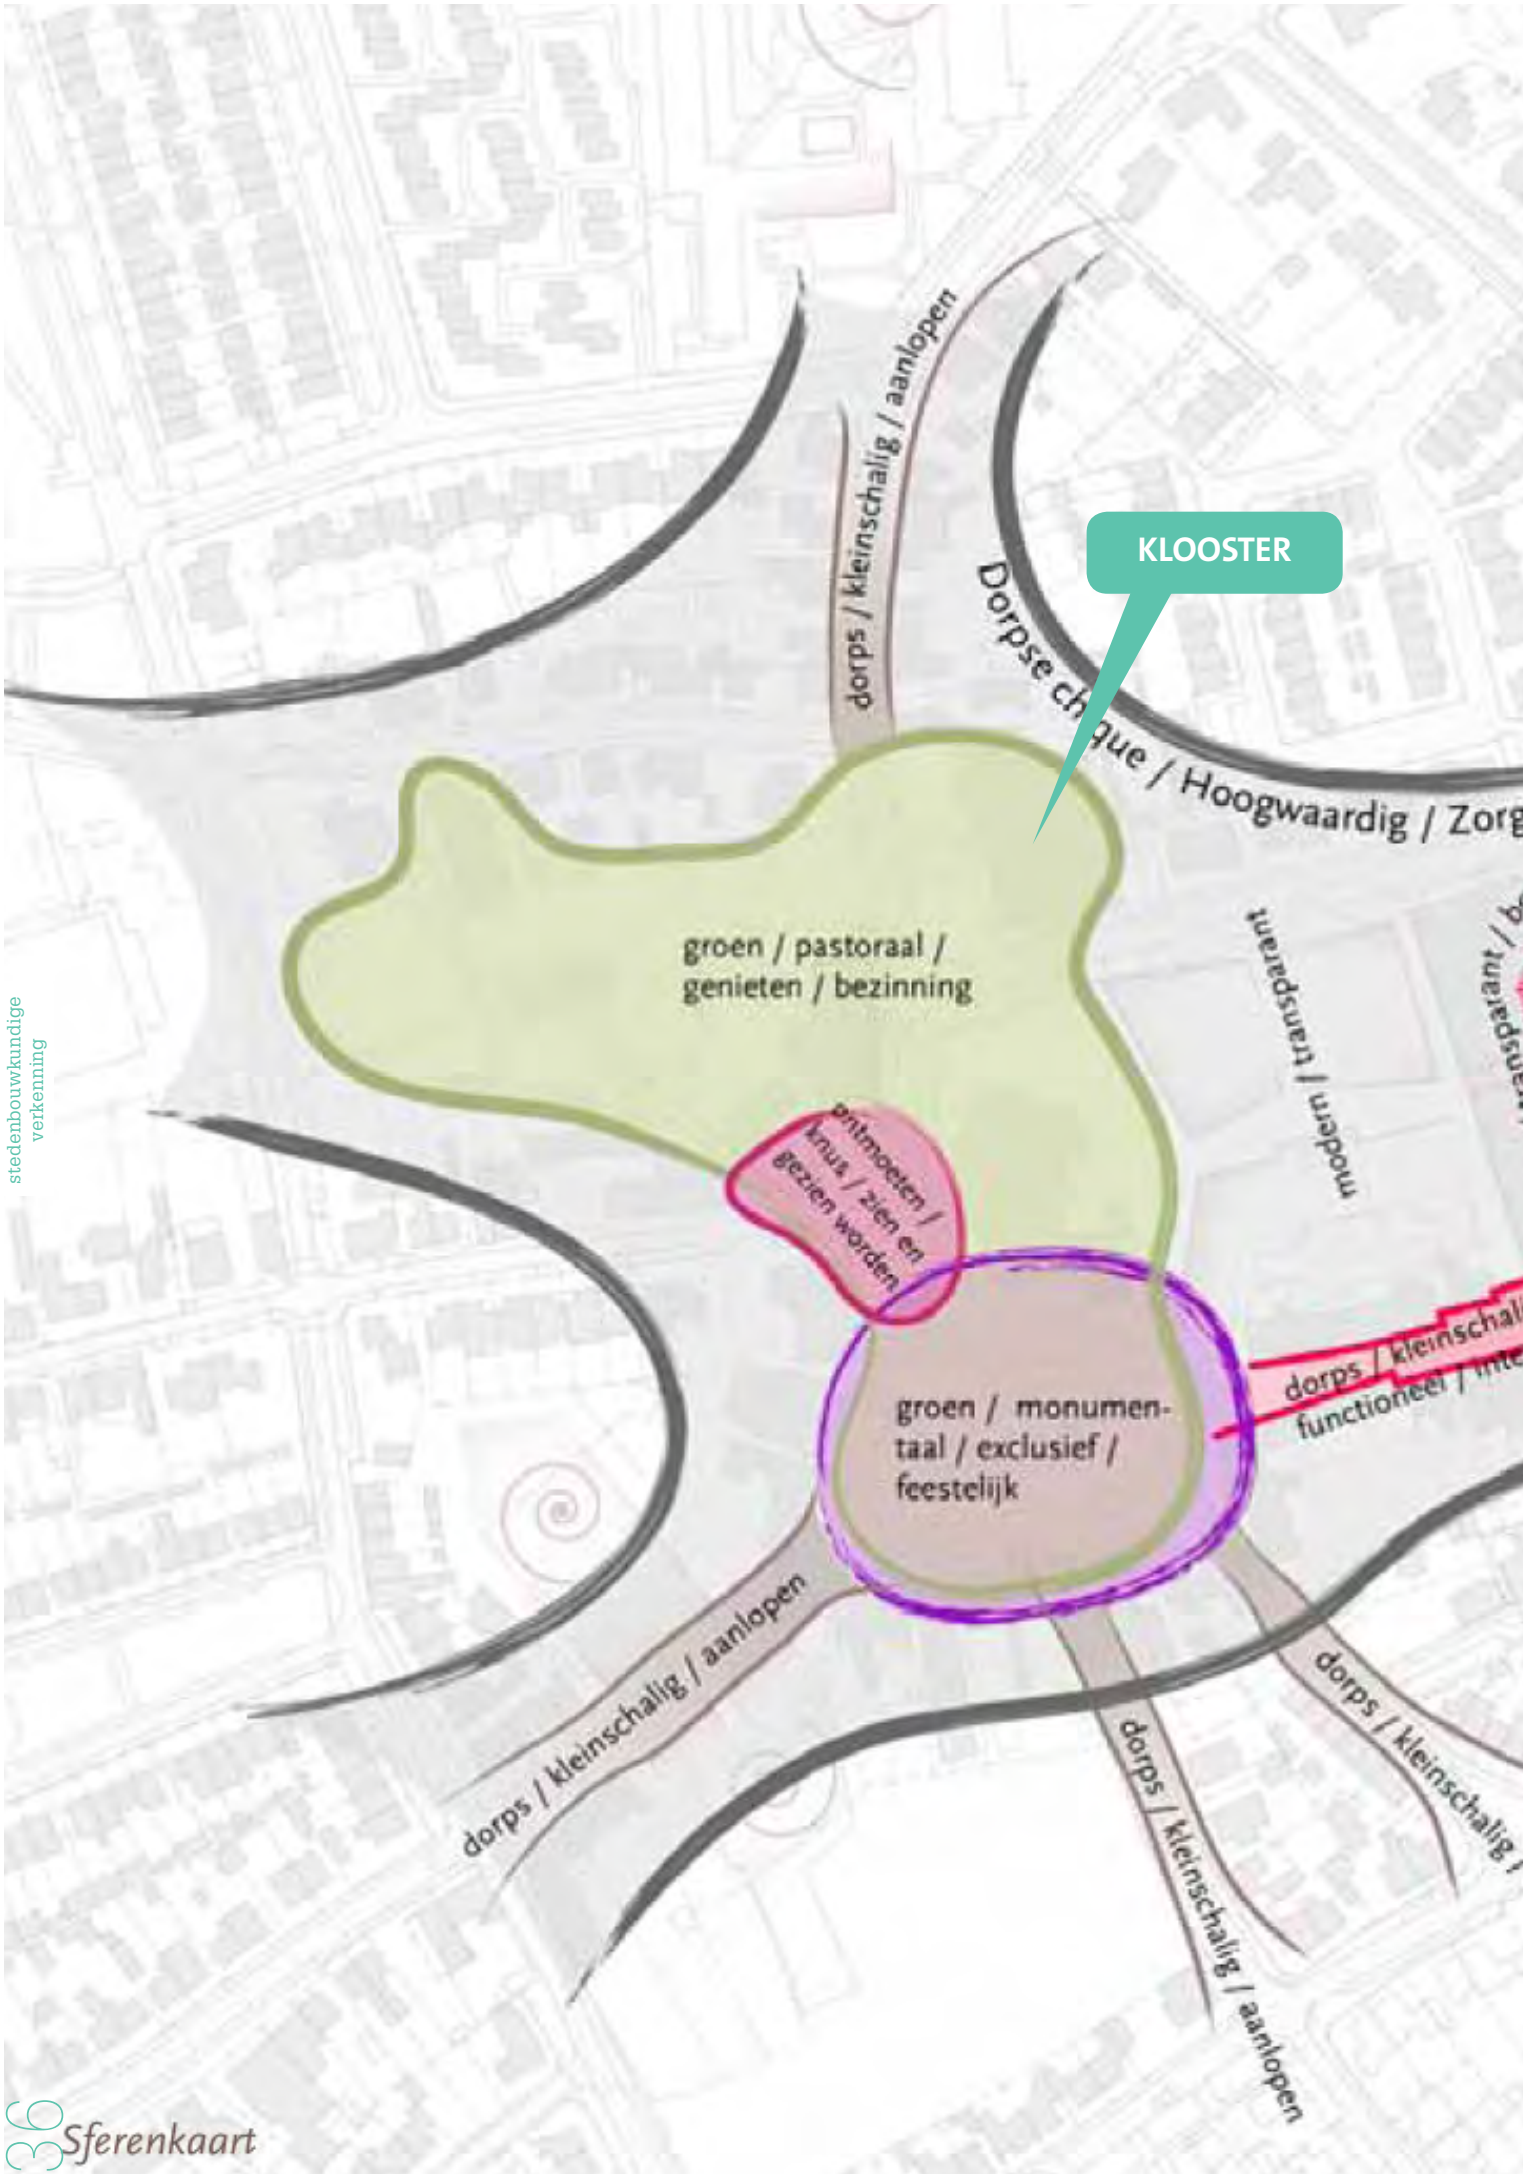 dorps / kleinschalig / aanlopen
KLOOSTER
Dorpse chique / Hoogwaardig / Zorg
groen / pastoraal /
genieten / bezinning
modern / transparant
transparant /
ontmoeten /
knus / zien en
gezien worden
groen / monumen-
taal / exclusief /
feestelijk
dorps / kleinschali
functioneel / inte
dorps / kleinschalig / aanlopen
dorps / kleinschalig / aanlopen
dorps / kleinschalig /
stedenbouwkundige
verkenning
36
Sferenkaart